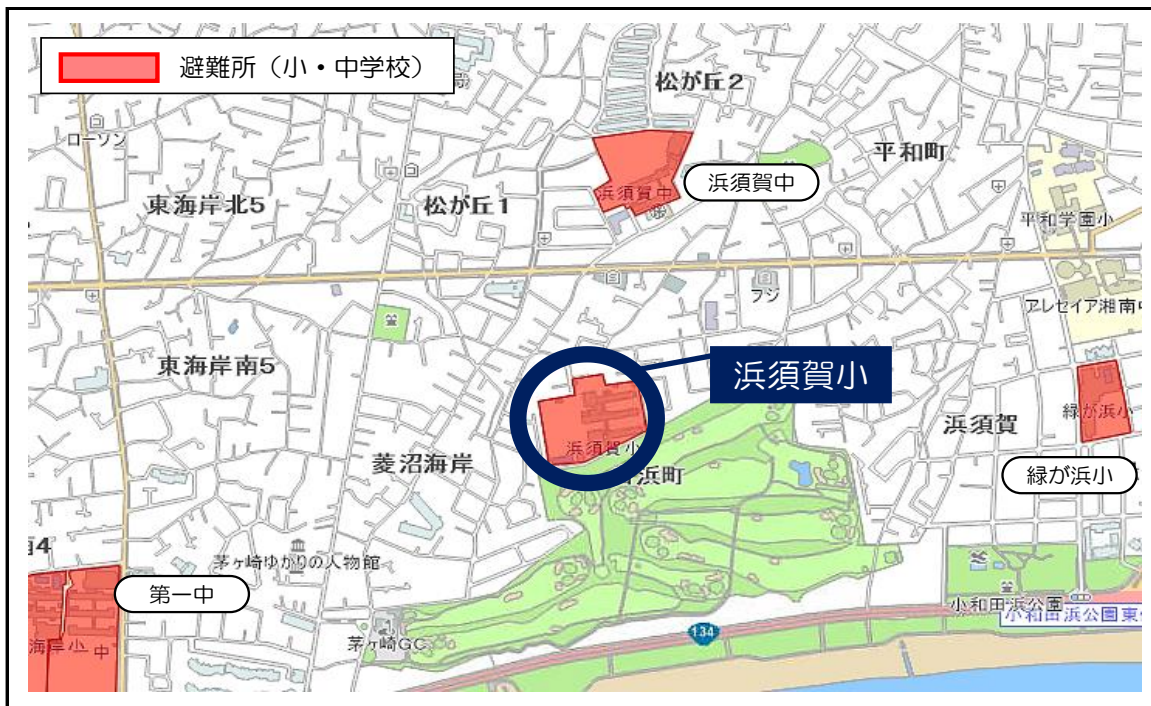 避難所（小・中学校）
松が丘2
ローソン
平和町
浜須賀中
浜須賀中
東海岸北5
松が丘1
平和学園小
フジ
アレセイア湘南中
東海岸南5
浜須賀小
浜須賀
緑が浜小
浜須賀小
菱沼海岸
浜町
緑が浜小
南4
茅ヶ崎ゆかりの人物館
第一中
小和田浜公園
小和田浜公園東
134
茅ヶ崎GC
海岸小
中